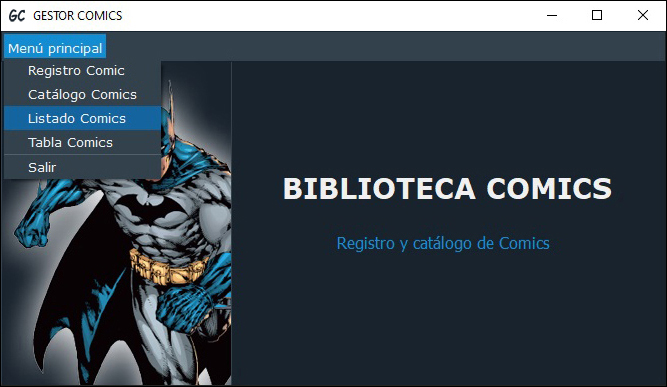 GC GESTOR COMICS
Menú principal
Registro Comic
Catálogo Comics
Listado Comics
Tabla Comics
Salir
BIBLIOTECA COMICS
Registro y catálogo de Comics